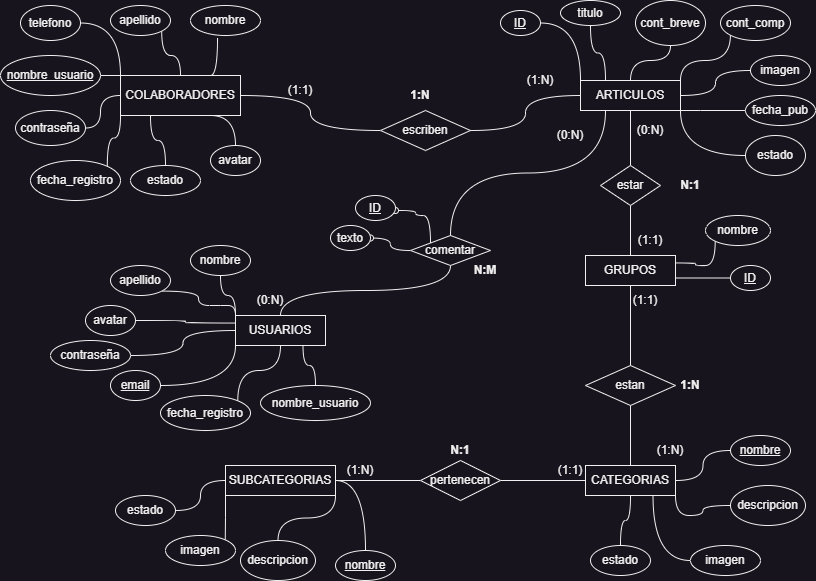 telefono
apellido
nombre
nombre_usuario
COLABORADORES
contraseña
fecha_registro
estado
avatar
(1:1)
1:N
escriben
(1:N)
ID
titulo
cont_breve
cont_comp
imagen
ARTICULOS
fecha_pub
estado
(0:N)
(0:N)
estar
N:1
(1:1)
nombre
GRUPOS
ID
(1:1)
ID
texto
comentar
N:M
nombre
apellido
(0:N)
avatar
USUARIOS
contraseña
email
fecha_registro
nombre_usuario
estan
1:N
(1:N)
nombre
N:1
SUBCATEGORIAS
(1:N)
pertenecen
(1:1)
CATEGORIAS
estado
descripcion
imagen
descripcion
nombre
estado
imagen